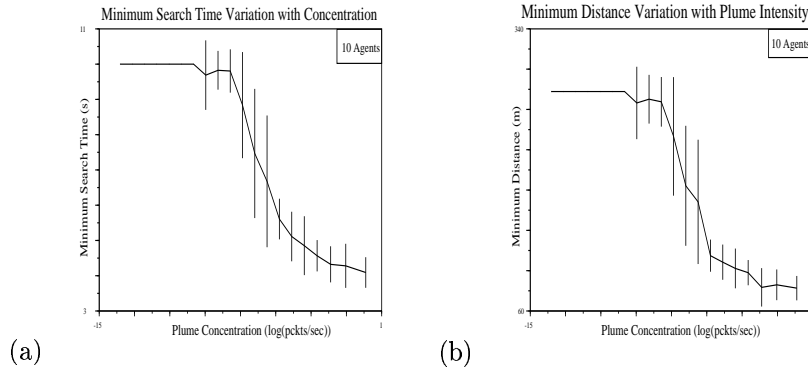 Minimum Search Time Variation with Concentration
11
10 Agents
Minimum Search Time (s)
3
-15
1
Plume Concentration (log(pckts/sec))
(a)
Minimum Distance Variation with Plume Intensity
340
10 Agents
Minimum Distance (m)
60
-15
Plume Concentration (log(pckts/sec))
(b)